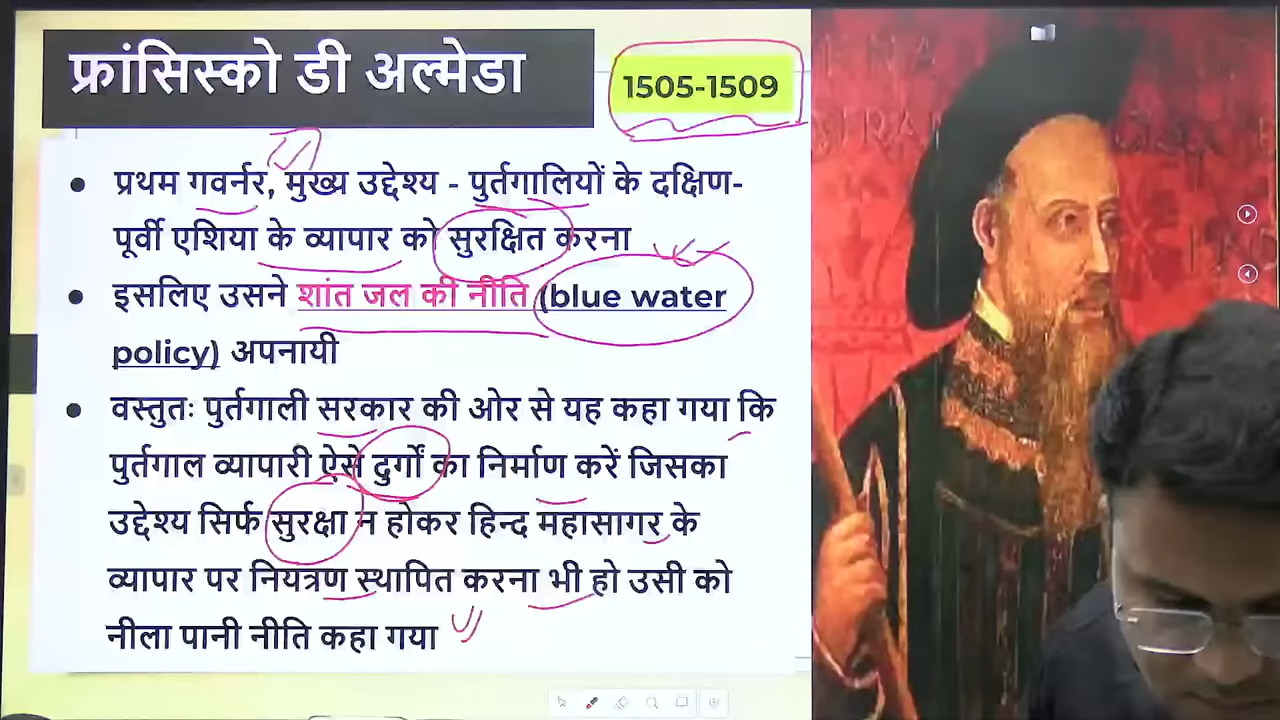 फ्रांसिस्को डी अल्मेडा
1505-1509
प्रथम गवर्नर, मुख्य उद्देश्य - पुर्तगालियों के दक्षिण-
पूर्वी एशिया के व्यापार को सुरक्षित करना
इसलिए उसने शांत जल की नीति (blue water
policy) अपनायी
वस्तुतः पुर्तगाली सरकार की ओर से यह कहा गया कि
पुर्तगाल व्यापारी ऐसे दुर्गों का निर्माण करें जिसका
उद्देश्य सिर्फ सुरक्षा न होकर हिन्द महासागर के
व्यापार पर नियत्रण स्थापित करना भी हो उसी को
नीला पानी नीति कहा गया